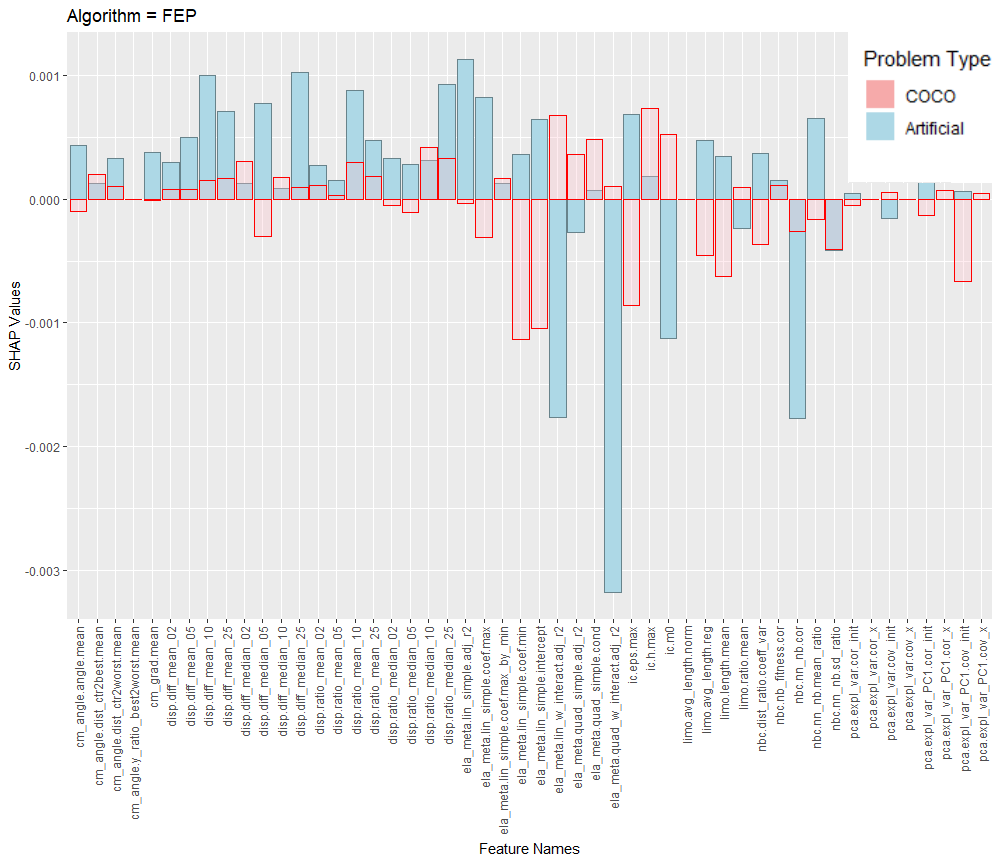 Algorithm = FEP
Problem Type
COCO
Artificial
0.001
0.000
-0.001
-0.002
-0.003
SHAP Values
cm_angle.angle.mean
cm_angle.dist_ctr2best.mean
cm_angle.dist_ctr2worst.mean
cm_angle.y_ratio_best2worst.mean
cm_grad.mean
disp.diff_mean_02
disp.diff_mean_05
disp.diff_mean_10
disp.diff_mean_25
disp.diff_median_02
disp.diff_median_05
disp.diff_median_10
disp.diff_median_25
disp.ratio_mean_02
disp.ratio_mean_05
disp.ratio_mean_10
disp.ratio_mean_25
disp.ratio_median_02
disp.ratio_median_05
disp.ratio_median_10
disp.ratio_median_25
ela_meta.lin_simple.adj_r2
ela_meta.lin_simple.coef.max
ela_meta.lin_simple.coef.max_by_min
ela_meta.lin_simple.coef.min
ela_meta.lin_simple.intercept
ela_meta.lin_w_interact.adj_r2
ela_meta.quad_simple.adj_r2
ela_meta.quad_simple.cond
ela_meta.quad_w_interact.adj_r2
ic.eps.max
ic.h.max
ic.m0
limo.avg_length.norm
limo.avg_length.reg
limo.length.mean
limo.ratio.mean
nbc.dist_ratio.coeff_var
nbc.nb_fitness.cor
nbc.nn_nb.cor
nbc.nn_nb.mean_ratio
nbc.nn_nb.sd_ratio
pca.expl_var.cor_init
pca.expl_var.cor_x
pca.expl_var.cov_init
pca.expl_var.cov_x
pca.expl_var_PC1.cor_init
pca.expl_var_PC1.cor_x
pca.expl_var_PC1.cov_init
pca.expl_var_PC1.cov_x
Feature Names